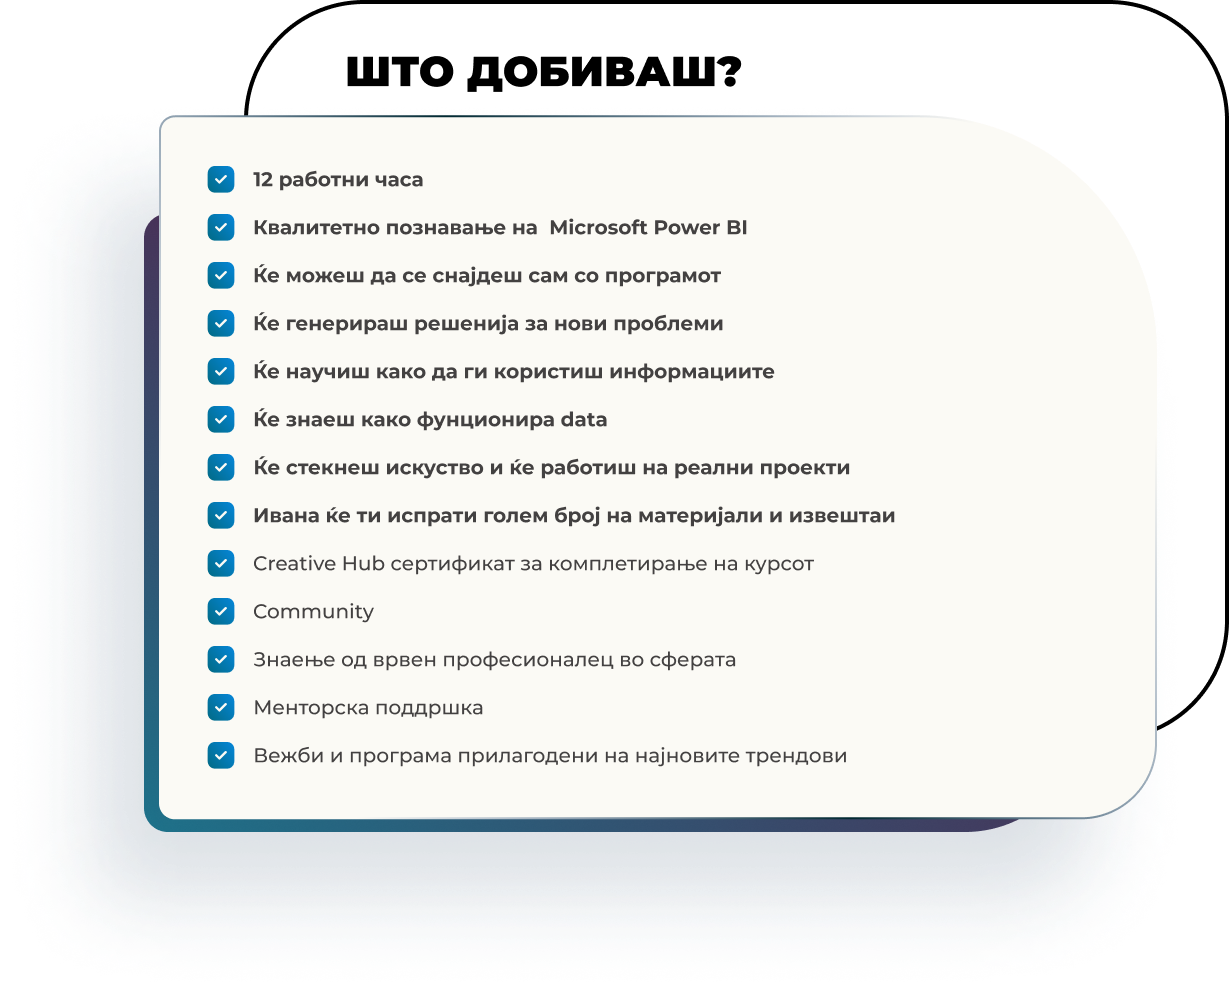 ШТО ДОБИВАШ?
12 работни часа
Квалитетно познавање на  Microsoft Power BI
Ќе можеш да се снајдеш сам со програмот
Ќе генерираш решенија за нови проблеми
Ќе научиш како да ги користиш информациите
Ќе знаеш како фунционира data
Ќе стекнеш искуство и ќе работиш на реални проекти
Ивана ќе ти испрати голем број на материјали и извештаи
Creative Hub сертификат за комплетирање на курсот
Community
Знаење од врвен професионалец во сферата
Менторска поддршка
Вежби и програма прилагодени на најновите трендови